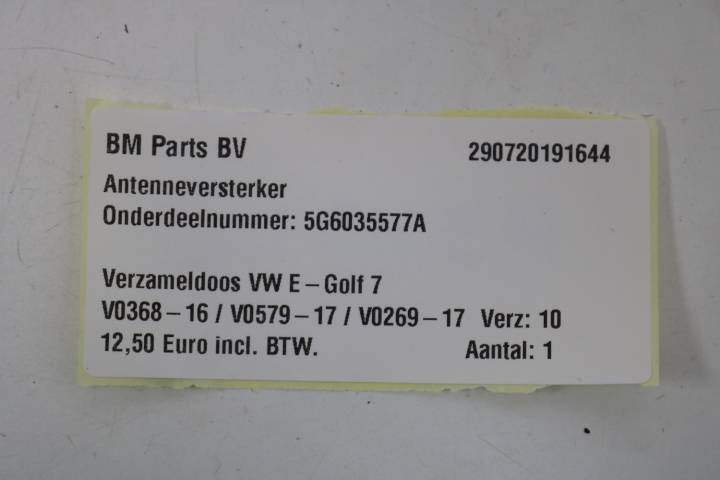 BM Parts BV 290720191644
Antenneversterker
Onderdeelnummer: 5G6035577A
Verzameldoos VW E-Golf 7
V0368-16 / V0579-17 / V0269-17 Verz: 10
12,50 Euro incl. BTW. Aantal: 1